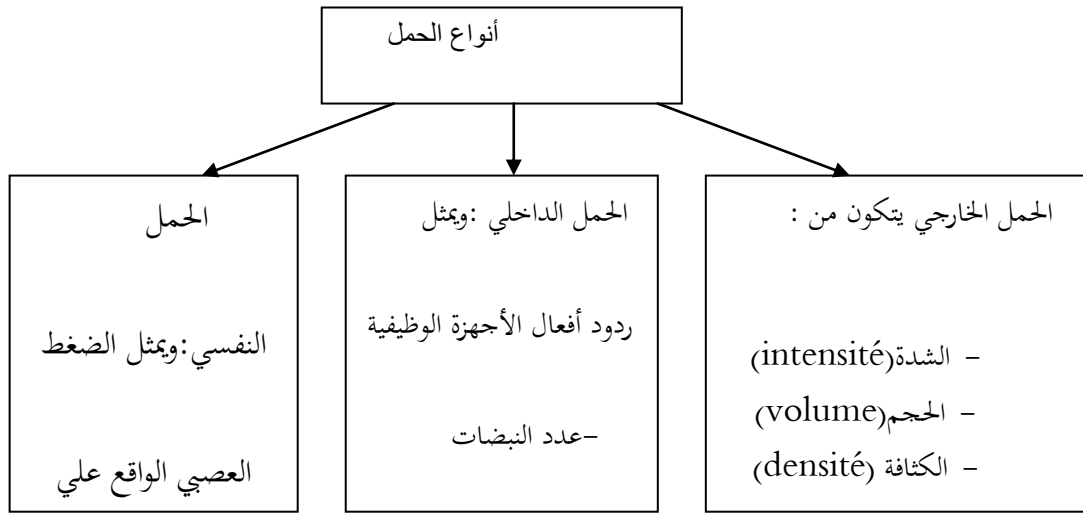 أنواع الحمل
الحمل الخارجي يتكون من :
- الشدة(intensité)
- الحجم(volume)
- الكثافة (densité)
الحمل الداخلي :ويمثل
ردود أفعال الأجهزة الوظيفية
-عدد النبضات
الحمل
النفسي:ويمثل الضغط
العصبي الواقع علي